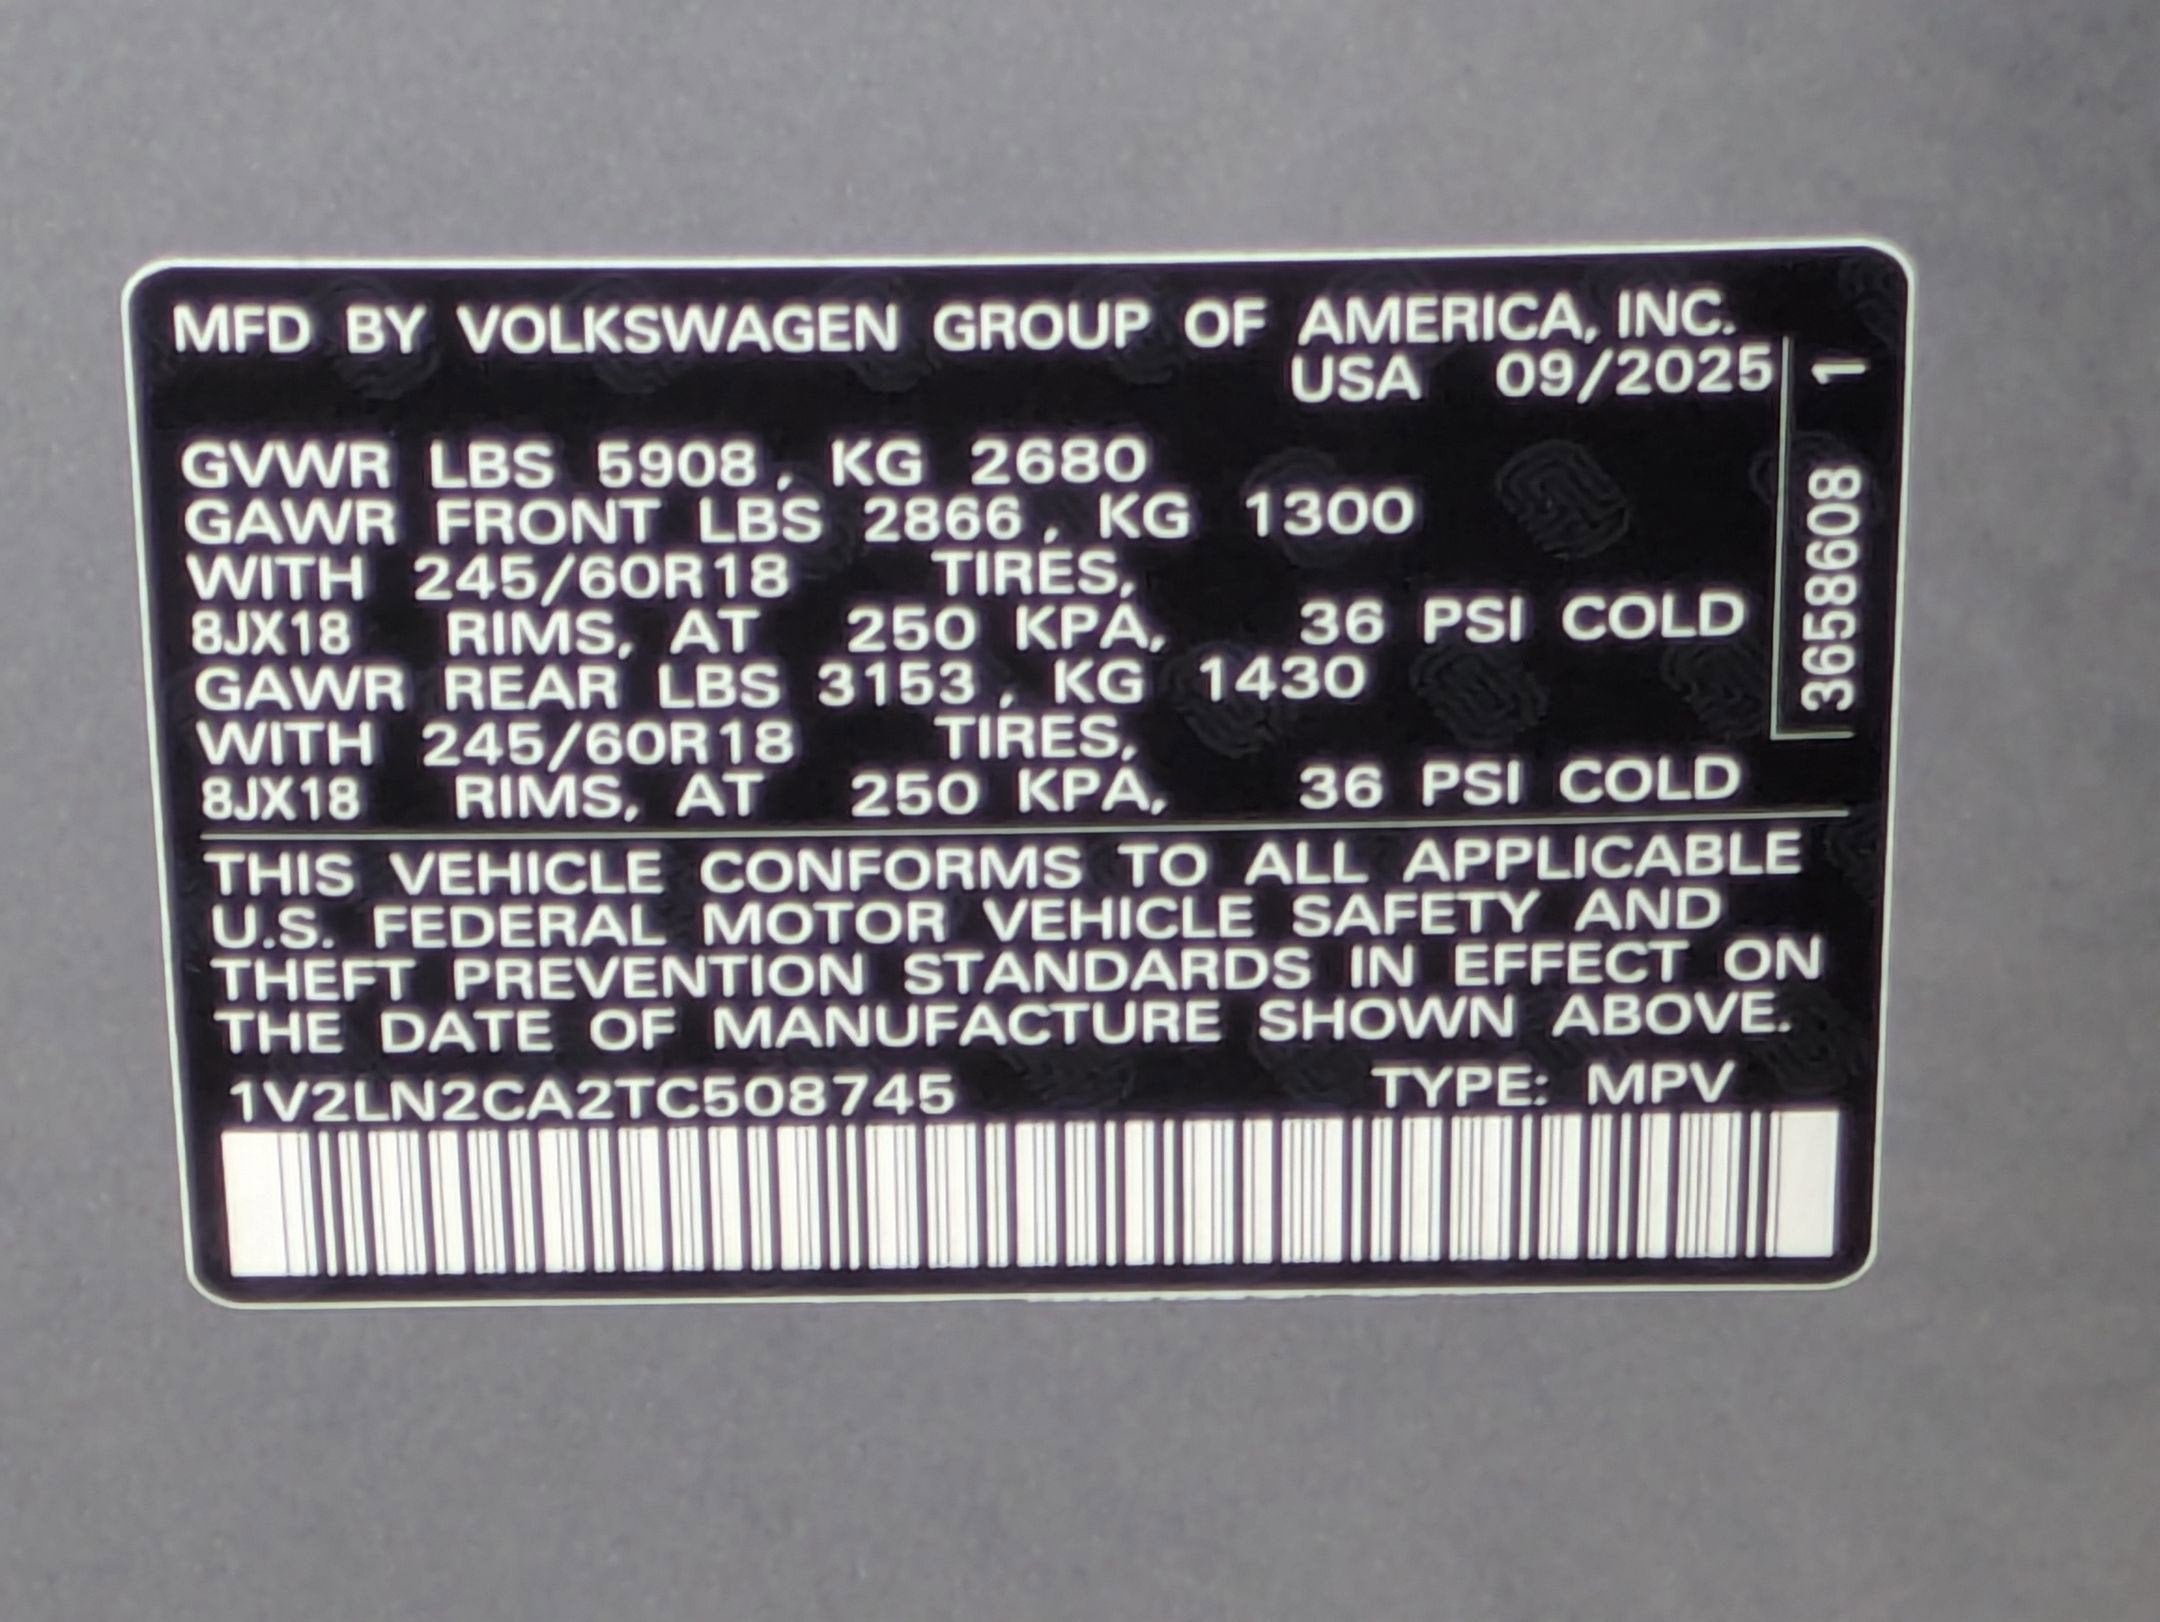 MFD BY VOLKSWAGEN GROUP OF AMERICA, INC.
USA 09/2025
GVWR LBS 5908, KG 2680
GAWR FRONT LBS 2866, KG 1300
WITH 245/60R18 TIRES,
8JX18 RIMS, AT 250 KPA, 36 PSI COLD
GAWR REAR LBS 3153, KG 1430
WITH 245/60R18 TIRES,
8JX18 RIMS, AT 250 KPA, 36 PSI COLD
THIS VEHICLE CONFORMS TO ALL APPLICABLE
U.S. FEDERAL MOTOR VEHICLE SAFETY AND
THEFT PREVENTION STANDARDS IN EFFECT ON
THE DATE OF MANUFACTURE SHOWN ABOVE.
1V2LN2CA2TC508745 TYPE: MPV
3658608 1